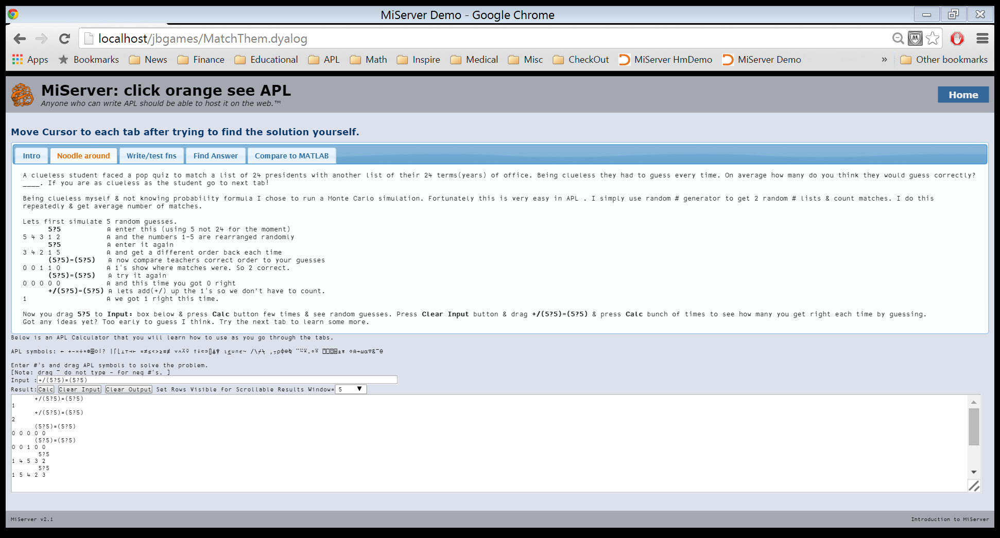 MiServer Demo - Google Chrome
localhost/jbgames/MatchThem.dyalog
Apps Bookmarks News Finance Educational APL Math Inspire Medical Misc CheckOut MiServer HmDemo MiServer Demo » Other bookmarks
MiServer: click orange see APL
Anyone who can write APL should be able to host it on the web.™
Home
Move Cursor to each tab after trying to find the solution yourself.
Intro Noodle around Write/test fns Find Answer Compare to MATLAB
A clueless student faced a pop quiz to match a list of 24 presidents with another list of their 24 terms(years) of office. Being clueless they had to guess every time. On average how many do you think they would guess correctly?
____. If you are as clueless as the student go to next tab!
Being clueless myself & not knowing probability formula I chose to run a Monte Carlo simulation. Fortunately this is very easy in APL . I simply use random # generator to get 2 random # lists & count matches. I do this
repeatedly & get average number of matches.
Lets first simulate 5 random guesses.
5?5 ⍝ enter this (using 5 not 24 for the moment)
5 4 3 1 2 ⍝ and the numbers 1-5 are rearranged randomly
5?5 ⍝ enter it again
3 4 2 1 5 ⍝ and get a different order back each time
(5?5)=(5?5) ⍝ now compare teachers correct order to your guesses
0 0 1 1 0 ⍝ 1's show where matches were. So 2 correct.
(5?5)=(5?5) ⍝ try it again
0 0 0 0 0 ⍝ and this time you got 0 right
+/(5?5)=(5?5) ⍝ lets add(+/) up the 1's so we don’t have to count.
1 ⍝ we got 1 right this time.
Now you drag 5?5 to Input: box below & press Calc button few times & see random guesses. Press Clear Input button & drag +/(5?5)=(5?5) & press Calc bunch of times to see how many you get right each time by guessing.
Got any ideas yet? Too early to guess I think. Try the next tab to learn some more.
Below is an APL Calculator that you will learn how to use as you go through the tabs.
APL symbols: ← +-×÷*⍟⌹○!? |⌈⌊⊥⊤⊣⊢ =≠≤<>≥≡≢ ∨∧⍲⍱ ↑↓⊂⊃⌷⍋⍒ ⍳⍷∪∩∊~ /\⌿⍀ ,⍪⍴⌽⊖⍉ ¨⍨⍣.∘⍤ ⍞⎕⍠⌸⍎⍕ ⋄⍝→⍵⍺∇&¯⍬
Enter #'s and drag APL symbols to solve the problem.
[Note: drag ¯ do not type - for neg #'s. ]
Input :+/(5?5)=(5?5)
Result: Calc Clear Input Clear Output Set Rows Visible for Scrollable Results Window= 5
+/(5?5)=(5?5)
1
+/(5?5)=(5?5)
2
(5?5)=(5?5)
0 0 0 0 0
(5?5)=(5?5)
0 0 1 0 0
5?5
1 4 5 3 2
5?5
1 5 4 2 3
MiServer v2.1
Introduction to MiServer